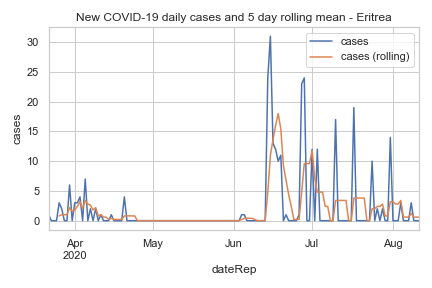 New COVID-19 daily cases and 5 day rolling mean - Eritrea
cases
cases (rolling)
30
25
20
15
10
5
0
cases
Apr
2020
May
Jun
Jul
Aug
dateRep